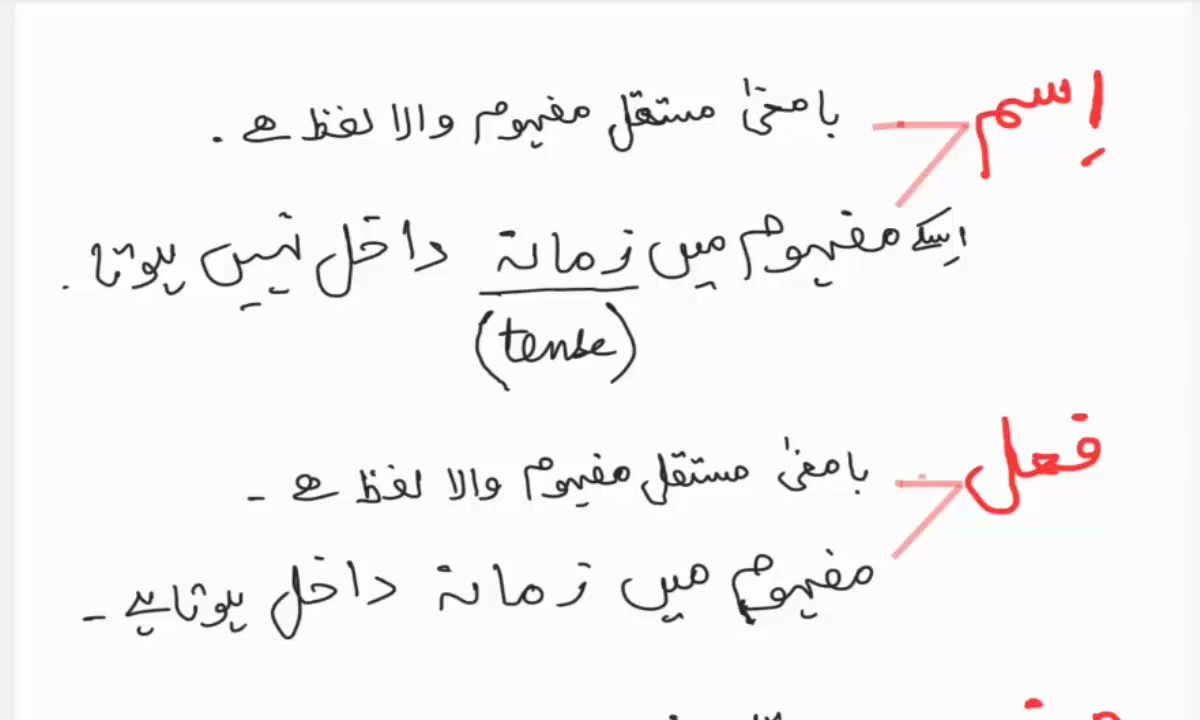 اِسم بامعنیٰ مستقل مفہوم والا لفظ ہے۔
اسکے مفہوم میں زمانہ داخل نہیں ہوتا۔
(tense)
فعل بامعنیٰ مستقل مفہوم والا لفظ ہے۔
مفہوم میں زمانہ داخل ہوتا ہے۔